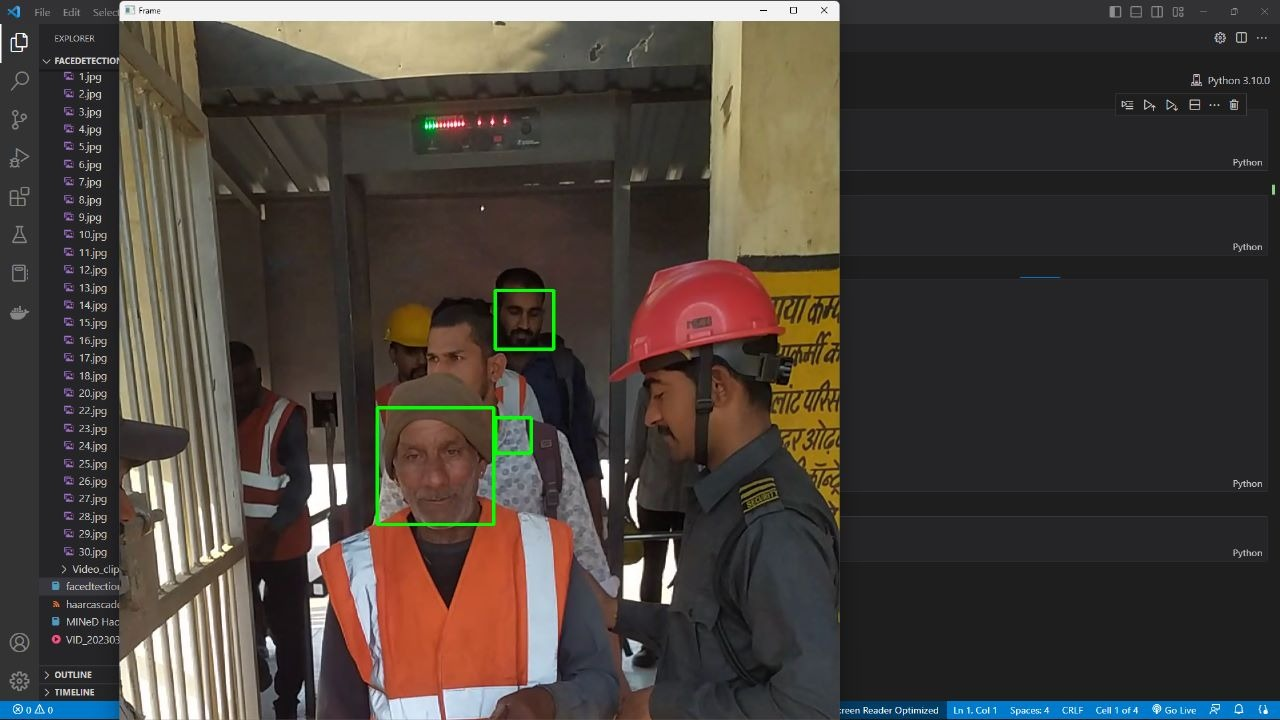 Frame
File Edit Selec
EXPLORER
FACEDETECTION
1.jpg
2.jpg
3.jpg
4.jpg
5.jpg
6.jpg
7.jpg
8.jpg
9.jpg
10.jpg
11.jpg
12.jpg
13.jpg
14.jpg
15.jpg
16.jpg
17.jpg
18.jpg
20.jpg
22.jpg
23.jpg
24.jpg
25.jpg
26.jpg
27.jpg
28.jpg
29.jpg
30.jpg
Video_clip
facedtection
haarcascade
MINeD Hac
VID_202303
OUTLINE
TIMELINE
0 0
SECURITY
Python 3.10.0
Python
Python
Python
Python
creen Reader Optimized Ln 1, Col 1 Spaces: 4 CRLF Cell 1 of 4 Go Live